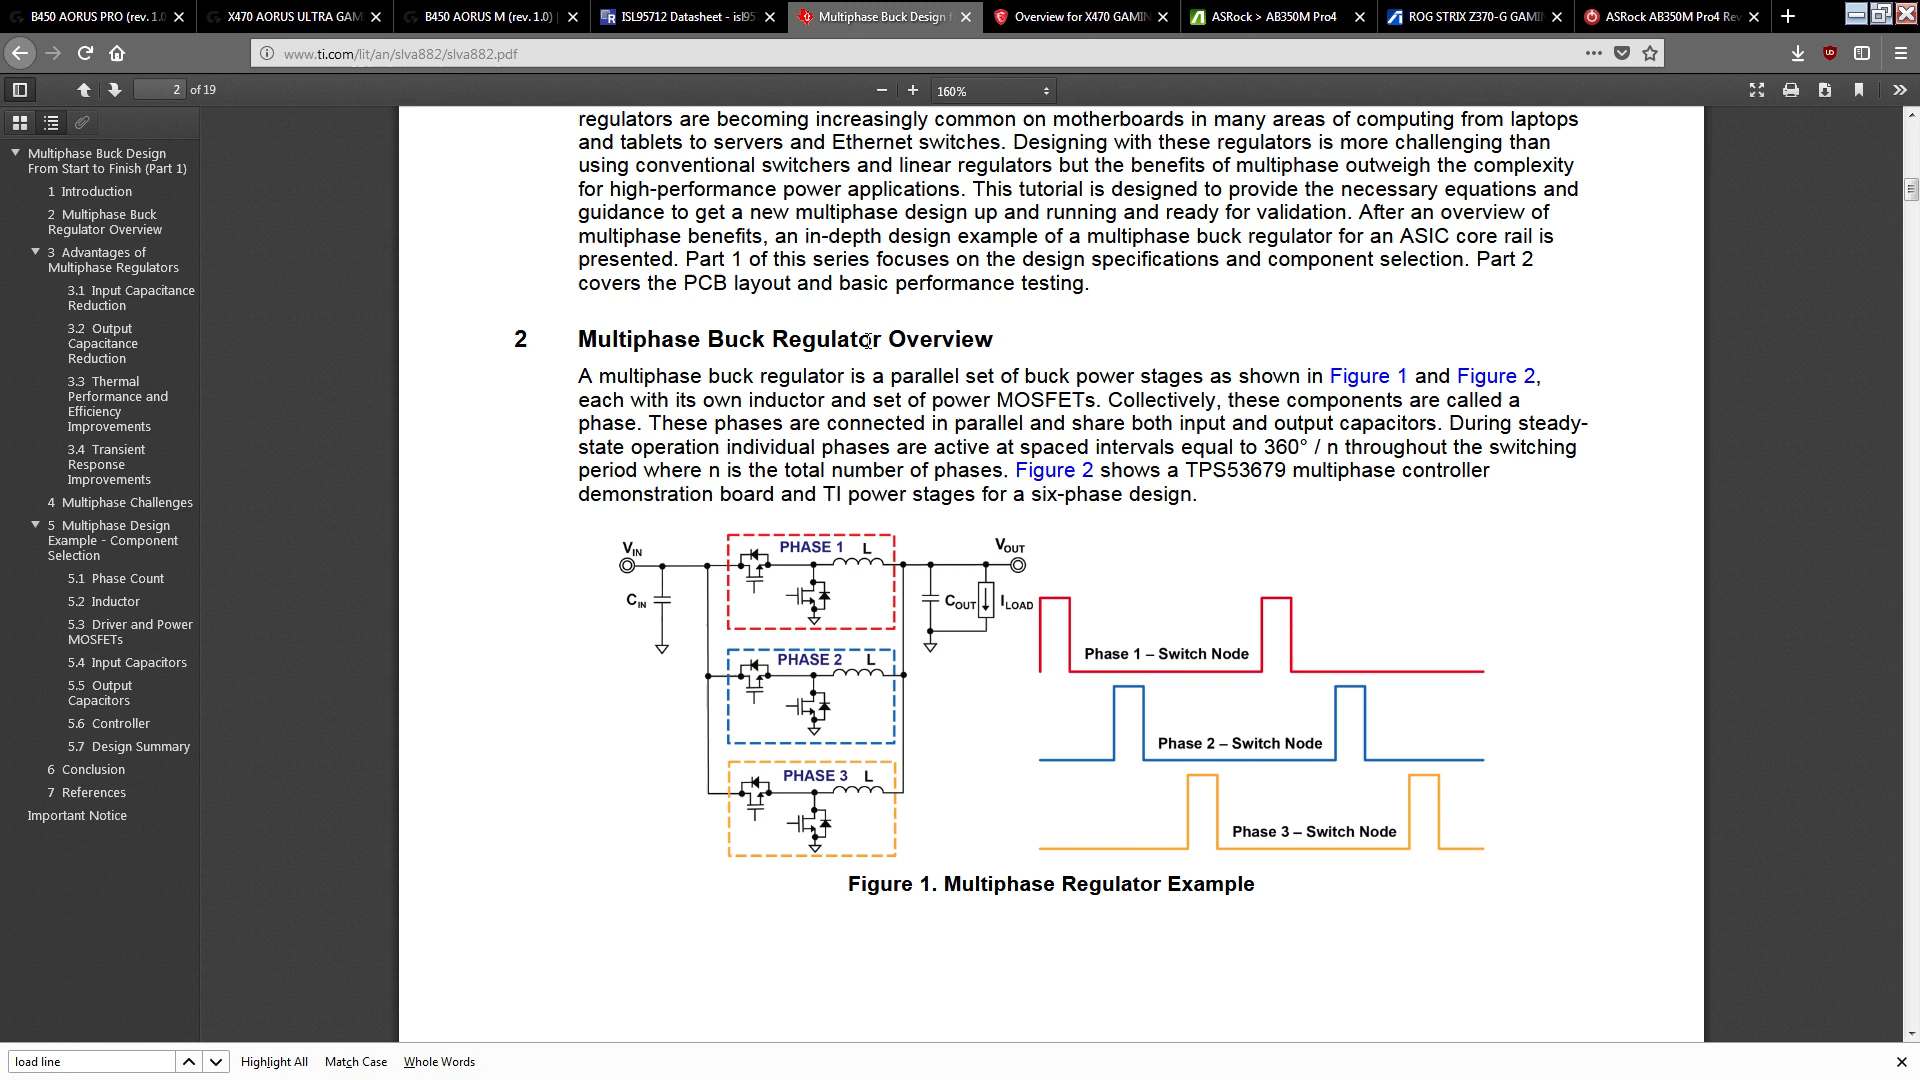 B450 AORUS PRO (rev. 1.0
X470 AORUS ULTRA GAM
B450 AORUS M (rev. 1.0)
ISL95712 Datasheet - isl95
Multiphase Buck Design f
Overview for X470 GAMIN
ASRock > AB350M Pro4
ROG STRIX Z370-G GAMI
ASRock AB350M Pro4 Rev
www.ti.com/lit/an/slva882/slva882.pdf
2 of 19
160%
Multiphase Buck Design
From Start to Finish (Part 1)
1 Introduction
2 Multiphase Buck
Regulator Overview
3 Advantages of
Multiphase Regulators
3.1 Input Capacitance
Reduction
3.2 Output
Capacitance
Reduction
3.3 Thermal
Performance and
Efficiency
Improvements
3.4 Transient
Response
Improvements
4 Multiphase Challenges
5 Multiphase Design
Example - Component
Selection
5.1 Phase Count
5.2 Inductor
5.3 Driver and Power
MOSFETs
5.4 Input Capacitors
5.5 Output
Capacitors
5.6 Controller
5.7 Design Summary
6 Conclusion
7 References
Important Notice
regulators are becoming increasingly common on motherboards in many areas of computing from laptops
and tablets to servers and Ethernet switches. Designing with these regulators is more challenging than
using conventional switchers and linear regulators but the benefits of multiphase outweigh the complexity
for high-performance power applications. This tutorial is designed to provide the necessary equations and
guidance to get a new multiphase design up and running and ready for validation. After an overview of
multiphase benefits, an in-depth design example of a multiphase buck regulator for an ASIC core rail is
presented. Part 1 of this series focuses on the design specifications and component selection. Part 2
covers the PCB layout and basic performance testing.
2 Multiphase Buck Regulator Overview
A multiphase buck regulator is a parallel set of buck power stages as shown in Figure 1 and Figure 2,
each with its own inductor and set of power MOSFETs. Collectively, these components are called a
phase. These phases are connected in parallel and share both input and output capacitors. During steady-
state operation individual phases are active at spaced intervals equal to 360° / n throughout the switching
period where n is the total number of phases. Figure 2 shows a TPS53679 multiphase controller
demonstration board and TI power stages for a six-phase design.
VIN
PHASE 1 L
VOUT
CIN
COUT
ILOAD
PHASE 2 L
PHASE 3 L
Phase 1 – Switch Node
Phase 2 – Switch Node
Phase 3 – Switch Node
Figure 1. Multiphase Regulator Example
load line
Highlight All
Match Case
Whole Words